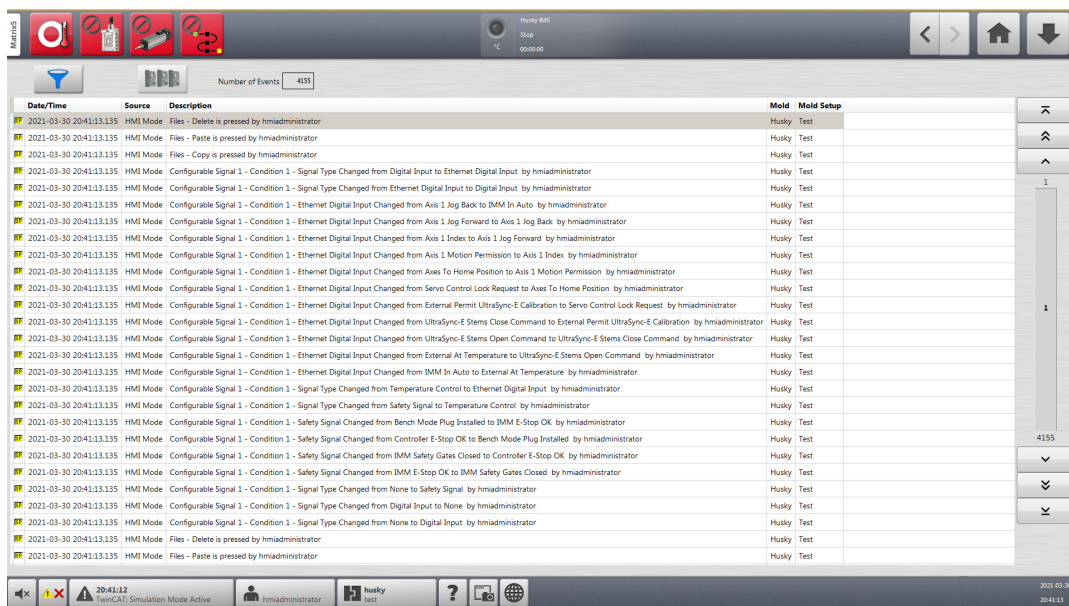 Matrix5
Husky IMS
Stop
°C 00:00:00
Number of Events 4155
Date/Time Source Description Mold Mold Setup
2021-03-30 20:41:13.135 HMI Mode Files - Delete is pressed by hmiadministrator Husky Test
2021-03-30 20:41:13.135 HMI Mode Files - Paste is pressed by hmiadministrator Husky Test
2021-03-30 20:41:13.135 HMI Mode Files - Copy is pressed by hmiadministrator Husky Test
2021-03-30 20:41:13.135 HMI Mode Configurable Signal 1 - Condition 1 - Signal Type Changed from Digital Input to Ethernet Digital Input by hmiadministrator Husky Test
2021-03-30 20:41:13.135 HMI Mode Configurable Signal 1 - Condition 1 - Signal Type Changed from Ethernet Digital Input to Digital Input by hmiadministrator Husky Test
2021-03-30 20:41:13.135 HMI Mode Configurable Signal 1 - Condition 1 - Ethernet Digital Input Changed from Axis 1 Jog Back to IMM In Auto by hmiadministrator Husky Test
2021-03-30 20:41:13.135 HMI Mode Configurable Signal 1 - Condition 1 - Ethernet Digital Input Changed from Axis 1 Jog Forward to Axis 1 Jog Back by hmiadministrator Husky Test
2021-03-30 20:41:13.135 HMI Mode Configurable Signal 1 - Condition 1 - Ethernet Digital Input Changed from Axis 1 Index to Axis 1 Jog Forward by hmiadministrator Husky Test
2021-03-30 20:41:13.135 HMI Mode Configurable Signal 1 - Condition 1 - Ethernet Digital Input Changed from Axis 1 Motion Permission to Axis 1 Index by hmiadministrator Husky Test
2021-03-30 20:41:13.135 HMI Mode Configurable Signal 1 - Condition 1 - Ethernet Digital Input Changed from Axes To Home Position to Axis 1 Motion Permission by hmiadministrator Husky Test
2021-03-30 20:41:13.135 HMI Mode Configurable Signal 1 - Condition 1 - Ethernet Digital Input Changed from Servo Control Lock Request to Axes To Home Position by hmiadministrator Husky Test
2021-03-30 20:41:13.135 HMI Mode Configurable Signal 1 - Condition 1 - Ethernet Digital Input Changed from External Permit UltraSync-E Calibration to Servo Control Lock Request by hmiadministrator Husky Test
2021-03-30 20:41:13.135 HMI Mode Configurable Signal 1 - Condition 1 - Ethernet Digital Input Changed from UltraSync-E Stems Close Command to External Permit UltraSync-E Calibration by hmiadministrator Husky Test
2021-03-30 20:41:13.135 HMI Mode Configurable Signal 1 - Condition 1 - Ethernet Digital Input Changed from UltraSync-E Stems Open Command to UltraSync-E Stems Close Command by hmiadministrator Husky Test
2021-03-30 20:41:13.135 HMI Mode Configurable Signal 1 - Condition 1 - Ethernet Digital Input Changed from External At Temperature to UltraSync-E Stems Open Command by hmiadministrator Husky Test
2021-03-30 20:41:13.135 HMI Mode Configurable Signal 1 - Condition 1 - Ethernet Digital Input Changed from IMM In Auto to External At Temperature by hmiadministrator Husky Test
2021-03-30 20:41:13.135 HMI Mode Configurable Signal 1 - Condition 1 - Signal Type Changed from Temperature Control to Ethernet Digital Input by hmiadministrator Husky Test
2021-03-30 20:41:13.135 HMI Mode Configurable Signal 1 - Condition 1 - Signal Type Changed from Safety Signal to Temperature Control by hmiadministrator Husky Test
2021-03-30 20:41:13.135 HMI Mode Configurable Signal 1 - Condition 1 - Safety Signal Changed from Bench Mode Plug Installed to IMM E-Stop OK by hmiadministrator Husky Test
2021-03-30 20:41:13.135 HMI Mode Configurable Signal 1 - Condition 1 - Safety Signal Changed from Controller E-Stop OK to Bench Mode Plug Installed by hmiadministrator Husky Test
2021-03-30 20:41:13.135 HMI Mode Configurable Signal 1 - Condition 1 - Safety Signal Changed from IMM Safety Gates Closed to Controller E-Stop OK by hmiadministrator Husky Test
2021-03-30 20:41:13.135 HMI Mode Configurable Signal 1 - Condition 1 - Safety Signal Changed from IMM E-Stop OK to IMM Safety Gates Closed by hmiadministrator Husky Test
2021-03-30 20:41:13.135 HMI Mode Configurable Signal 1 - Condition 1 - Signal Type Changed from None to Safety Signal by hmiadministrator Husky Test
2021-03-30 20:41:13.135 HMI Mode Configurable Signal 1 - Condition 1 - Signal Type Changed from Digital Input to None by hmiadministrator Husky Test
2021-03-30 20:41:13.135 HMI Mode Configurable Signal 1 - Condition 1 - Signal Type Changed from None to Digital Input by hmiadministrator Husky Test
2021-03-30 20:41:13.135 HMI Mode Files - Delete is pressed by hmiadministrator Husky Test
2021-03-30 20:41:13.135 HMI Mode Files - Paste is pressed by hmiadministrator Husky Test
1
1
4155
20:41:12
TwinCAT: Simulation Mode Active
hmiadministrator
husky
test
?
2021-03-30
20:41:13